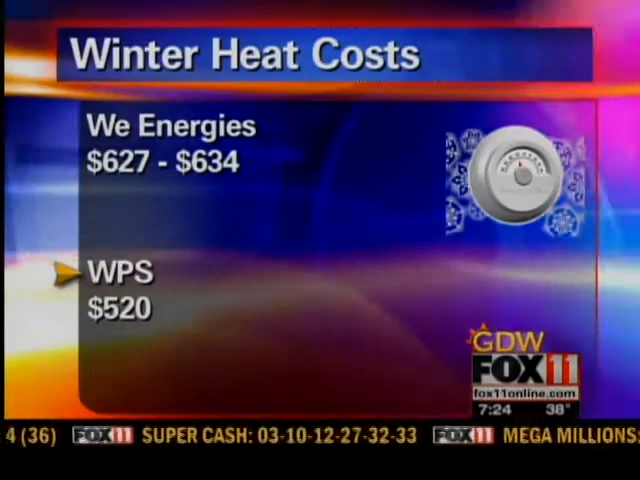 Winter Heat Costs
We Energies
$627 - $634
WPS
$520
GDW
FOX 11
fox11online.com
7:24 38°
4 (36) FOX 11 SUPER CASH: 03-10-12-27-32-33 FOX 11 MEGA MILLIONS: